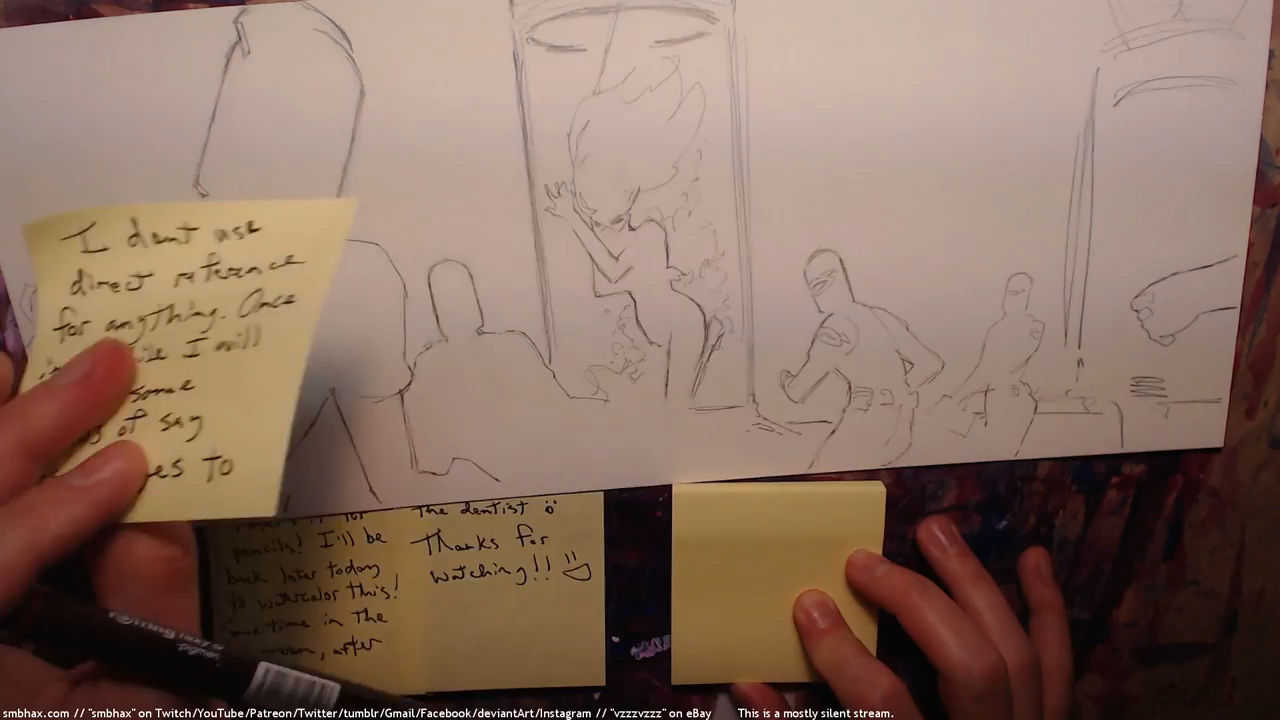 I dont use
direct reference
for anything. Once
I will
some
of say
to
pencils! I'll be
back later today
to watercolor this!
Sometime in the
, after
the dentist ö
Thanks for
watching!! :)
smbhax.com // "smbhax" on Twitch/YouTube/Patreon/Twitter/tumblr/Gmail/Facebook/deviantArt/Instagram // "vzzzvzzz" on eBay This is a mostly silent stream.